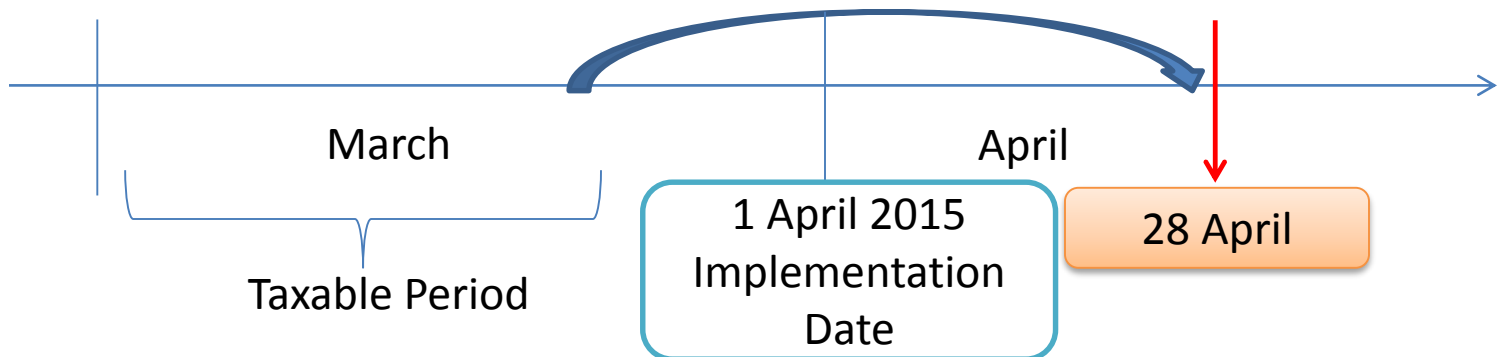 March
April
Taxable Period
1 April 2015
Implementation
Date
28 April